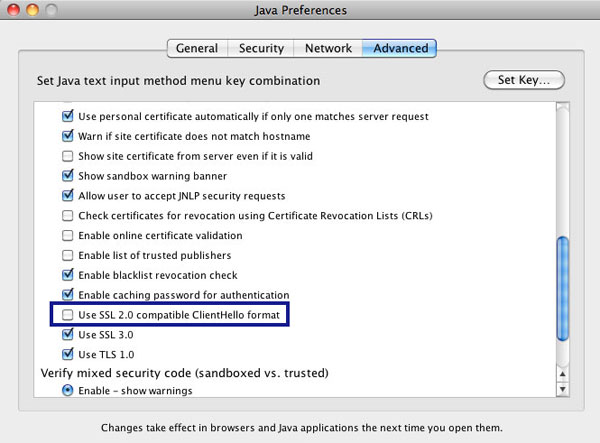 Java Preferences
General Security Network Advanced
Set Java text input method menu key combination Set Key...
Use personal certificate automatically if only one matches server request
Warn if site certificate does not match hostname
Show site certificate from server even if it is valid
Show sandbox warning banner
Allow user to accept JNLP security requests
Check certificates for revocation using Certificate Revocation Lists (CRLs)
Enable online certificate validation
Enable list of trusted publishers
Enable blacklist revocation check
Enable caching password for authentication
Use SSL 2.0 compatible ClientHello format
Use SSL 3.0
Use TLS 1.0
Verify mixed security code (sandboxed vs. trusted)
Enable - show warnings
Changes take effect in browsers and Java applications the next time you open them.